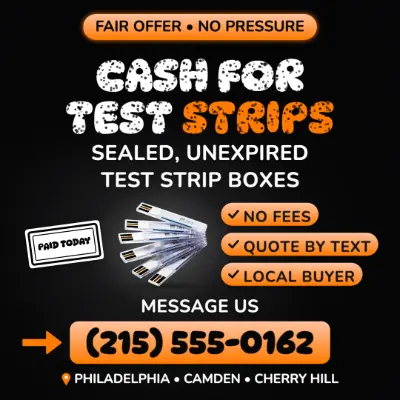 FAIR OFFER • NO PRESSURE
CASH FOR
TEST STRIPS
SEALED, UNEXPIRED
TEST STRIP BOXES
PAID TODAY
✓ NO FEES
✓ QUOTE BY TEXT
✓ LOCAL BUYER
MESSAGE US
(215) 555-0162
PHILADELPHIA • CAMDEN • CHERRY HILL